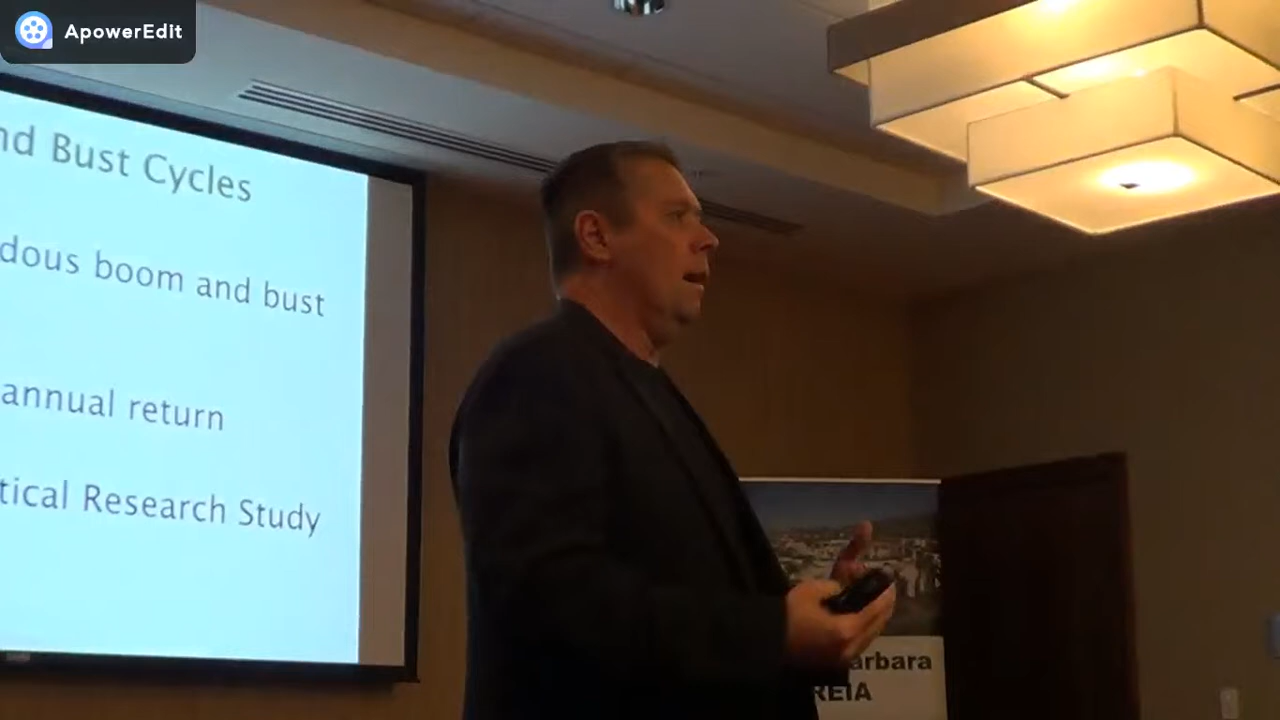 ApowerEdit
nd Bust Cycles
dous boom and bust
annual return
tical Research Study
arbara
REIA